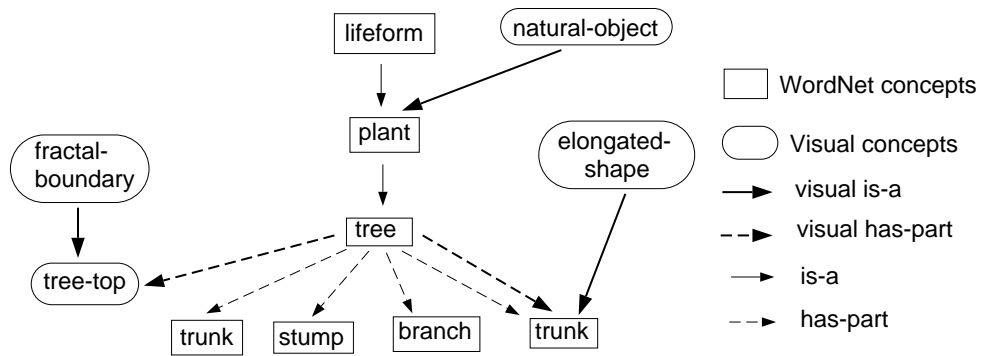 lifeform
natural-object
plant
fractal-
boundary
elongated-
shape
tree
tree-top
trunk
stump
branch
trunk
WordNet concepts
Visual concepts
visual is-a
visual has-part
is-a
has-part